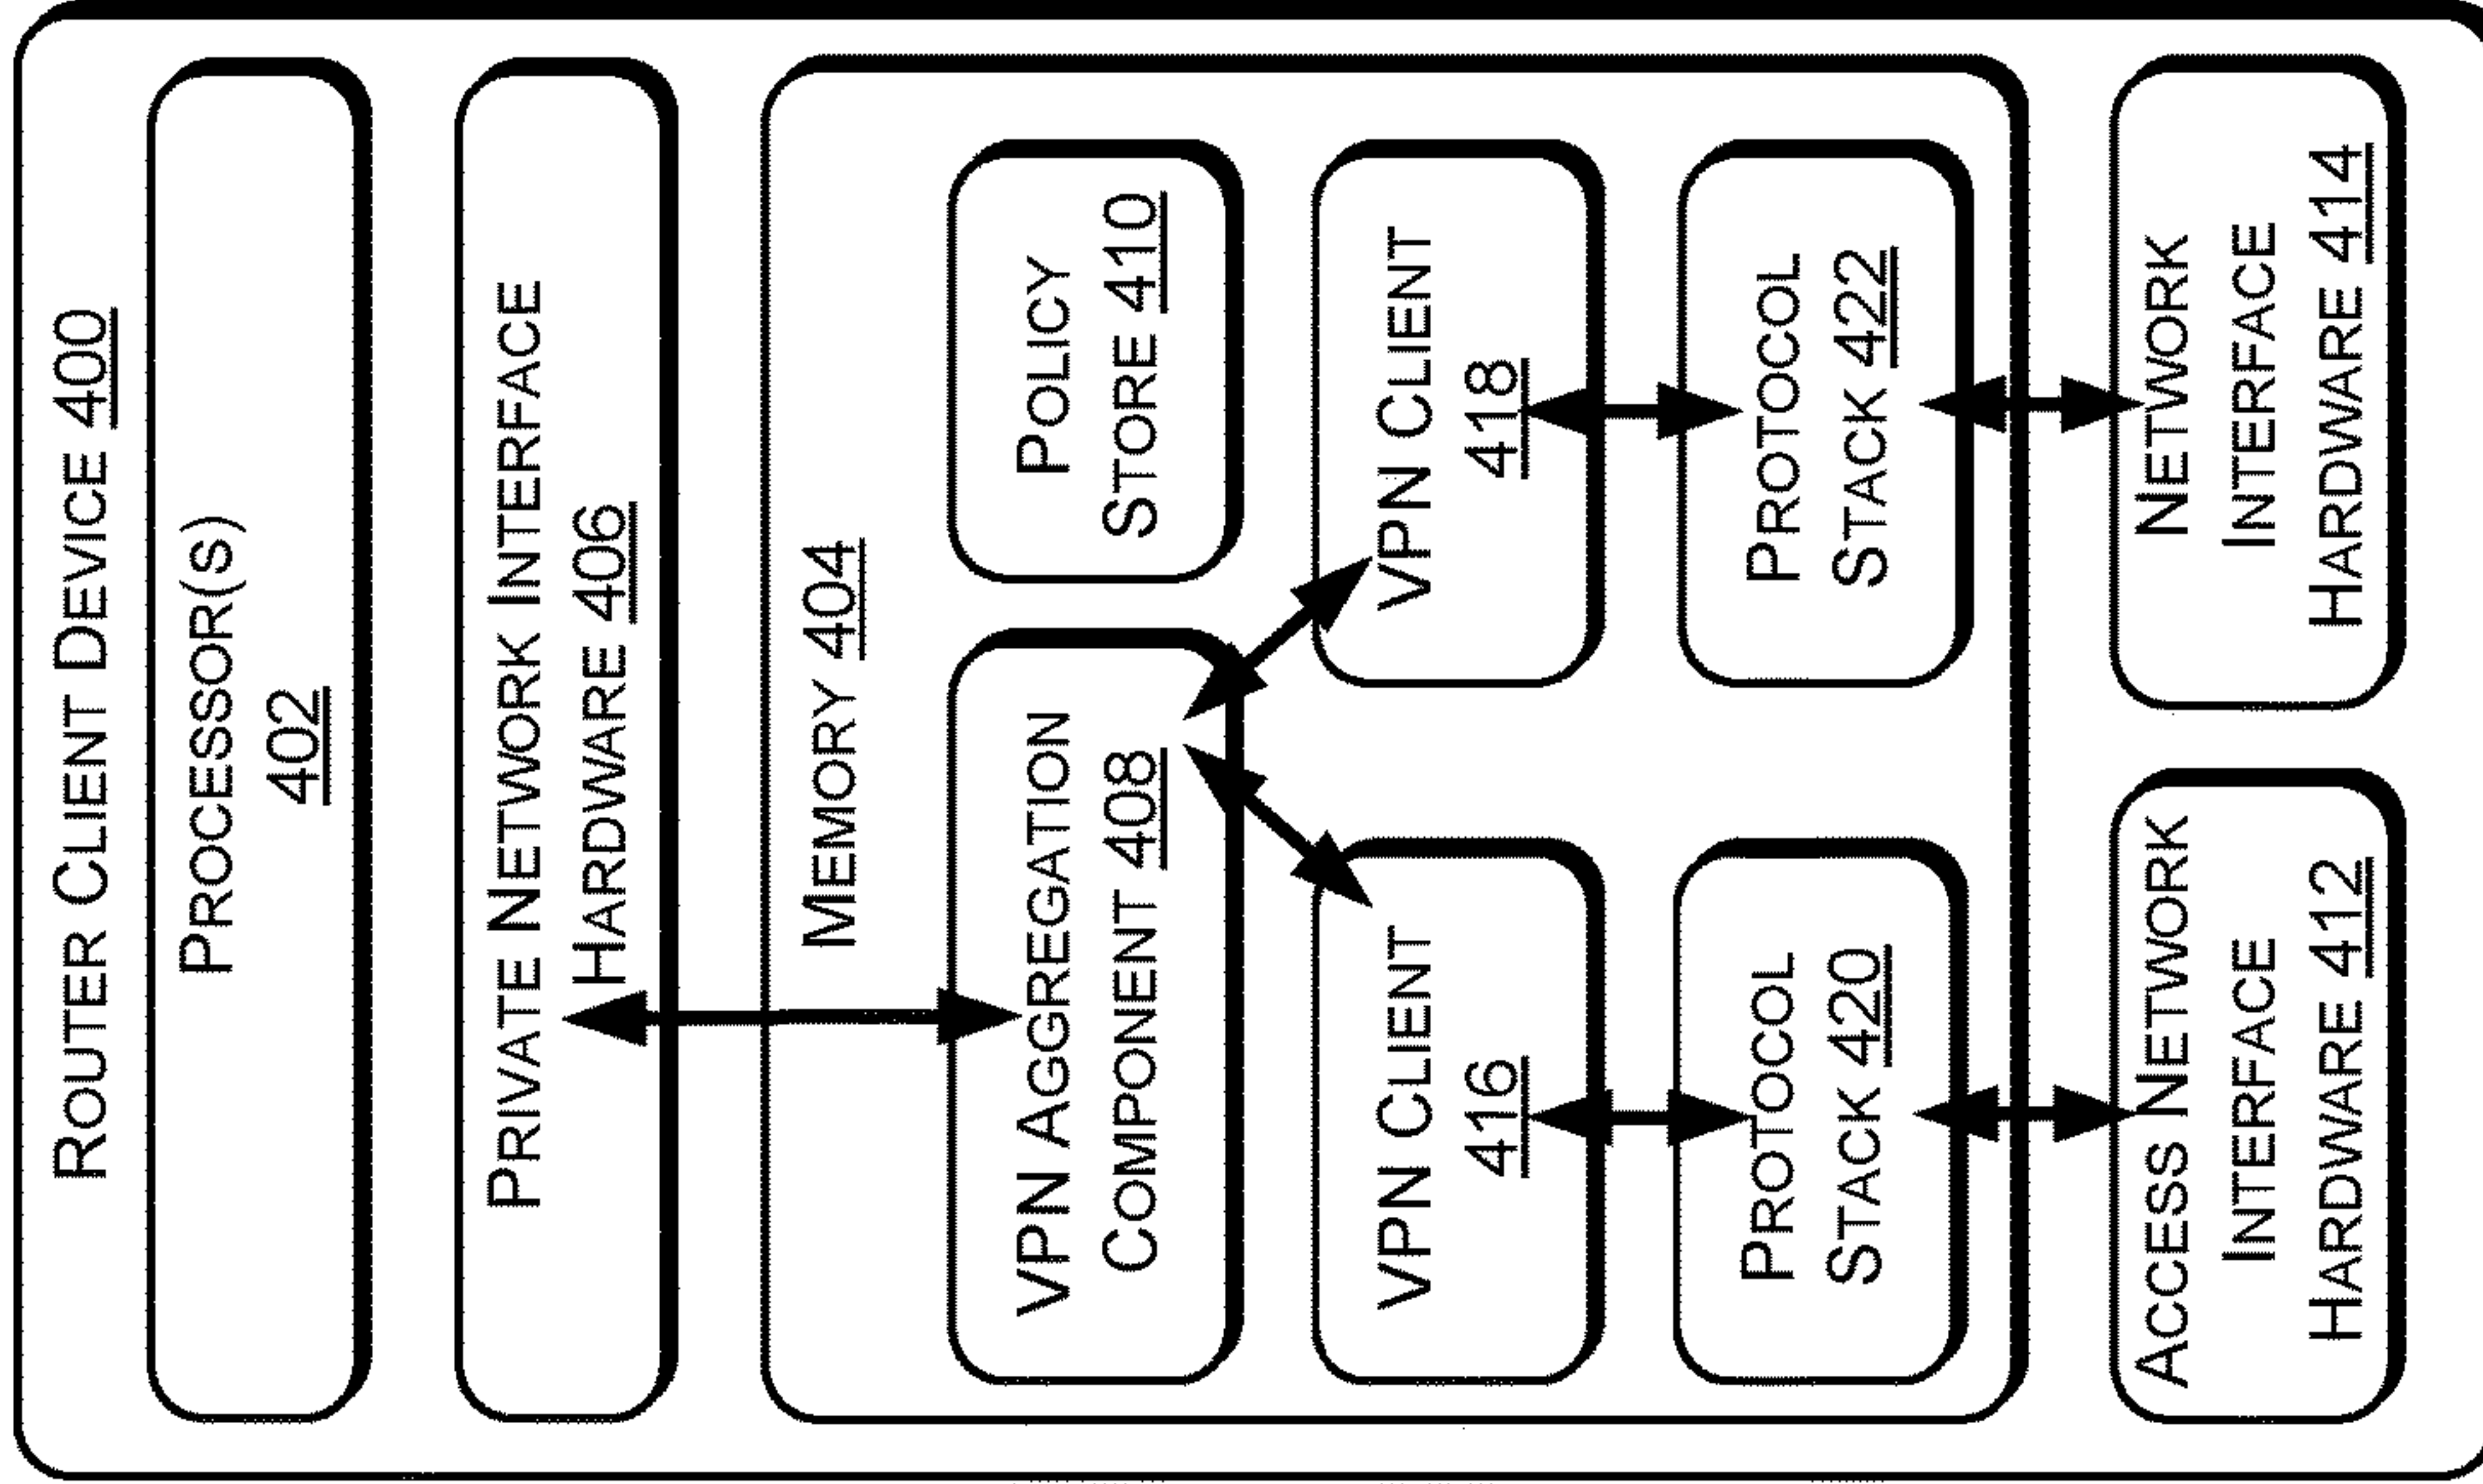 ROUTER CLIENT DEVICE 400
PROCESSOR(S)
402
PRIVATE NETWORK INTERFACE
HARDWARE 406
MEMORY 404
VPN AGGREGATION
COMPONENT 408
POLICY
STORE 410
VPN CLIENT
416
VPN CLIENT
418
PROTOCOL
STACK 420
PROTOCOL
STACK 422
ACCESS NETWORK
INTERFACE
HARDWARE 412
NETWORK
INTERFACE
HARDWARE 414